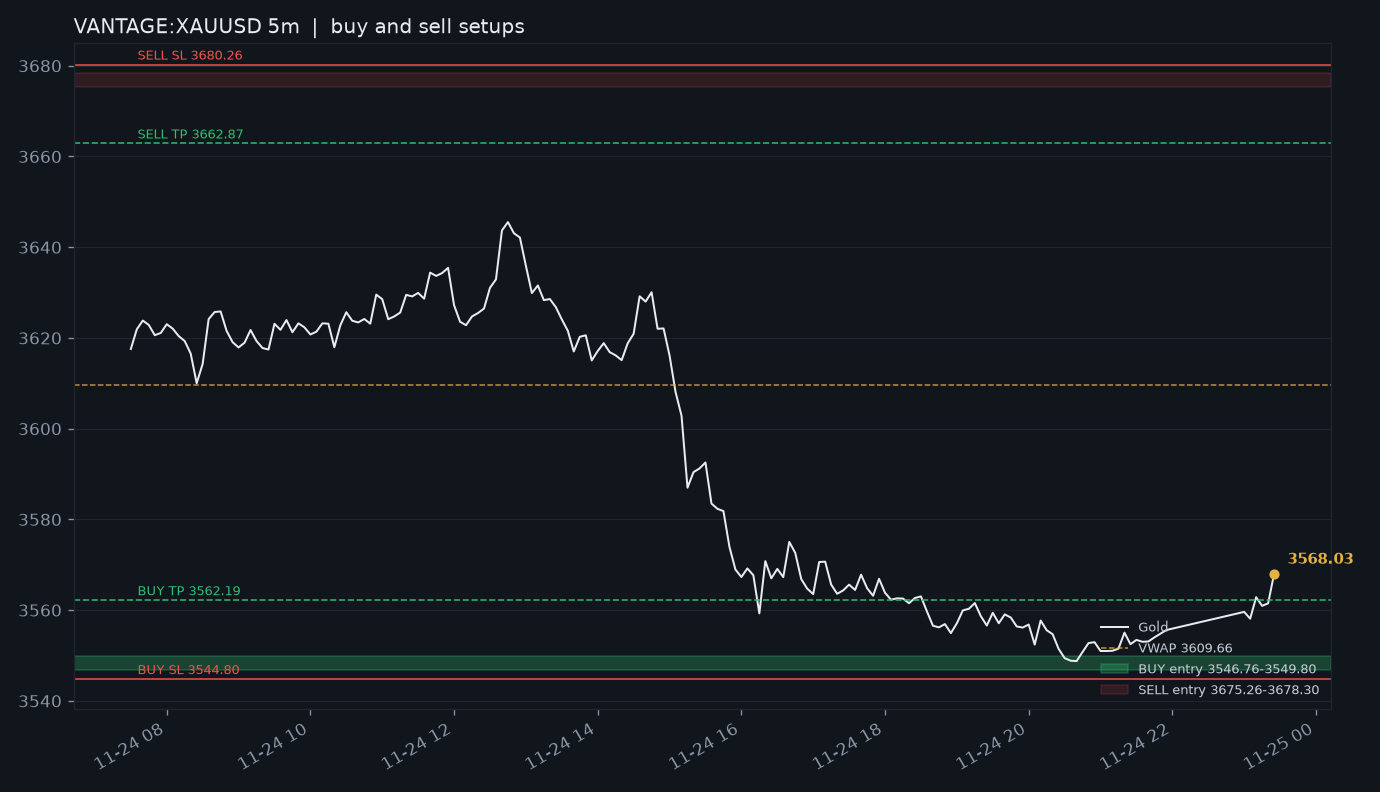 VANTAGE:XAUUSD 5m | buy and sell setups
SELL SL 3680.26
3680
SELL TP 3662.87
3660
3640
3620
3600
3580
3568.03
BUY TP 3562.19
3560
Gold
VWAP 3609.66
BUY SL 3544.80
BUY entry 3546.76-3549.80
SELL entry 3675.26-3678.30
3540
11-24 08
11-24 10
11-24 12
11-24 14
11-24 16
11-24 18
11-24 20
11-24 22
11-25 00